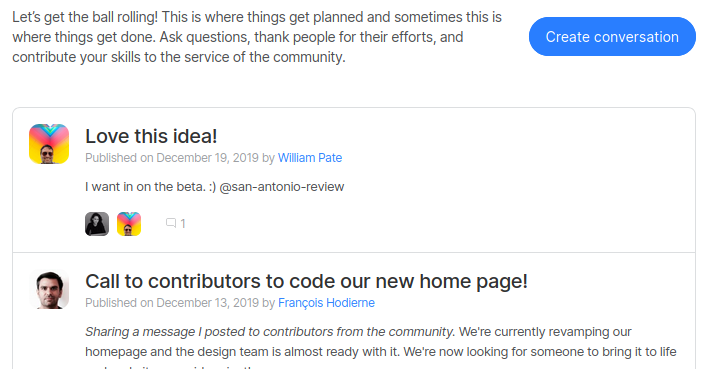 Let's get the ball rolling! This is where things get planned and sometimes this is
where things get done. Ask questions, thank people for their efforts, and
contribute your skills to the service of the community.
Create conversation
Love this idea!
Published on December 19, 2019 by William Pate
I want in on the beta. :) @san-antonio-review
1
Call to contributors to code our new home page!
Published on December 13, 2019 by François Hodierne
Sharing a message I posted to contributors from the community. We're currently revamping our
homepage and the design team is almost ready with it. We're now looking for someone to bring it to life